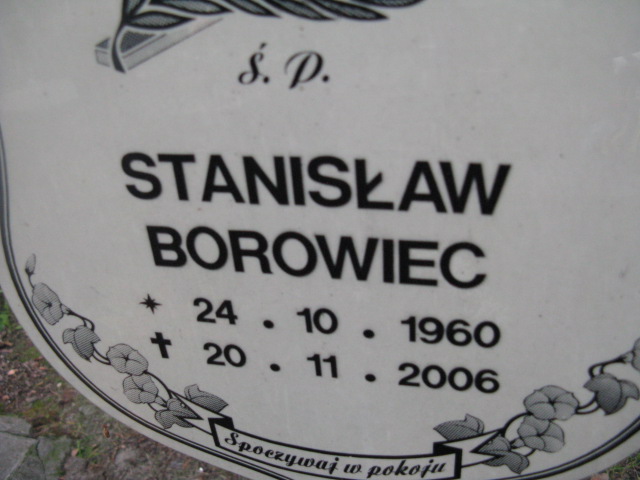 Ś. P.
STANISŁAW
BOROWIEC
* 24 . 10 . 1960
✝ 20 . 11 . 2006
Spoczywaj w pokoju